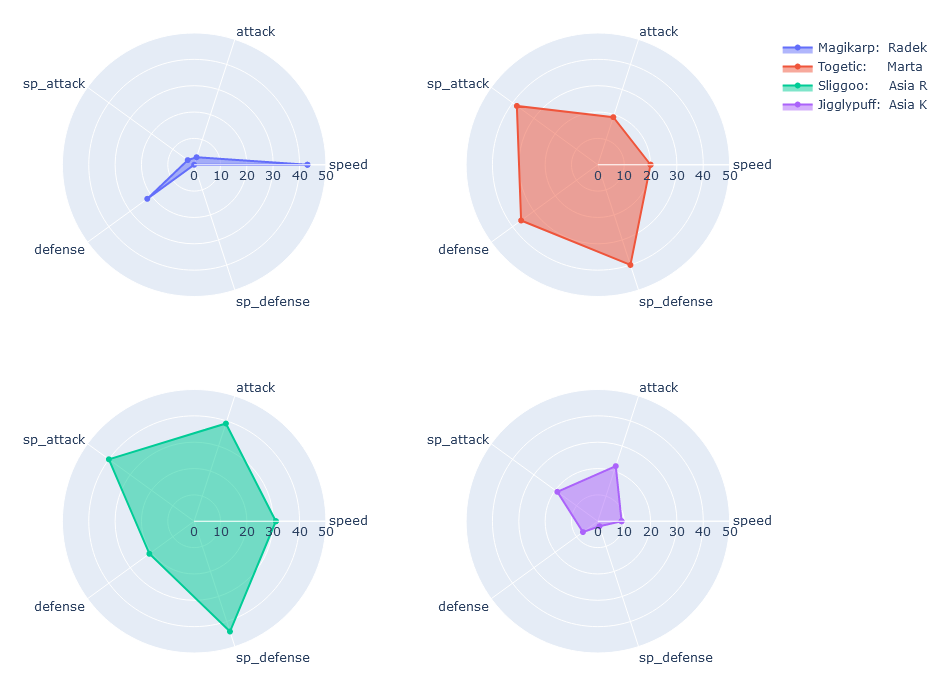 attack
sp_attack
speed
0 10 20 30 40 50
defense
sp_defense
attack
sp_attack
speed
0 10 20 30 40 50
defense
sp_defense
Magikarp: Radek
Togetic: Marta
Sliggoo: Asia R
Jigglypuff: Asia K
attack
sp_attack
speed
0 10 20 30 40 50
defense
sp_defense
attack
sp_attack
speed
0 10 20 30 40 50
defense
sp_defense